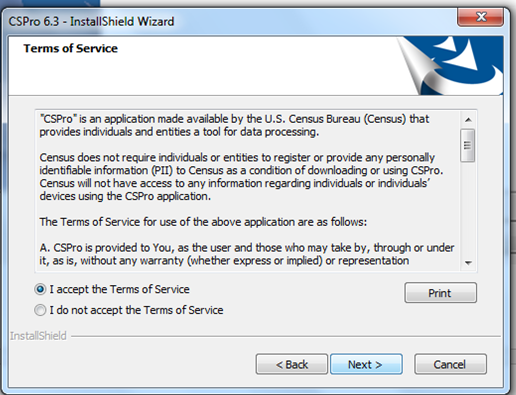 CSPro 6.3 - InstallShield Wizard
Terms of Service
"CSPro" is an application made available by the U.S. Census Bureau (Census) that
provides individuals and entities a tool for data processing.
Census does not require individuals or entities to register or provide any personally
identifiable information (PII) to Census as a condition of downloading or using CSPro.
Census will not have access to any information regarding individuals or individuals'
devices using the CSPro application.
The Terms of Service for use of the above application are as follows:
A. CSPro is provided to You, as the user and those who may take by, through or under
it, as is, without any warranty (whether express or implied) or representation
I accept the Terms of Service
Print
I do not accept the Terms of Service
InstallShield
< Back
Next >
Cancel